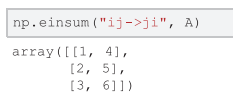 np.einsum("ij->ji", A)
array([[1, 4],
       [2, 5],
       [3, 6]])